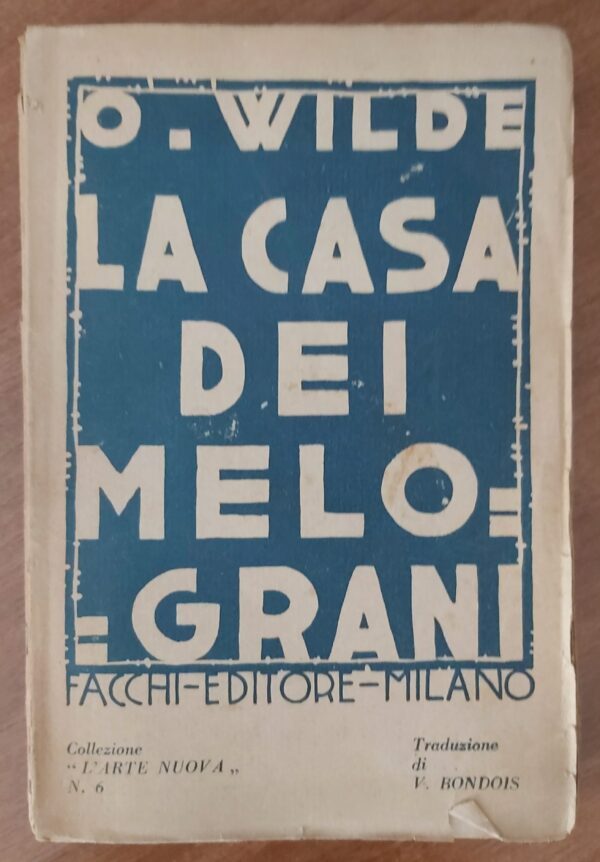 O. WILDE
LA CASA
DEI
MELO=
=GRANI
FACCHI-EDITORE-MILANO
Collezione
"L'ARTE NUOVA„
N. 6
Traduzione
di
V. BONDOIS